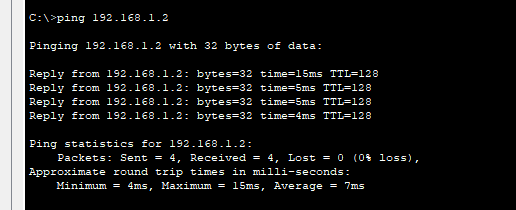 C:\>ping 192.168.1.2
Pinging 192.168.1.2 with 32 bytes of data:
Reply from 192.168.1.2: bytes=32 time=15ms TTL=128
Reply from 192.168.1.2: bytes=32 time=5ms TTL=128
Reply from 192.168.1.2: bytes=32 time=5ms TTL=128
Reply from 192.168.1.2: bytes=32 time=4ms TTL=128
Ping statistics for 192.168.1.2:
    Packets: Sent = 4, Received = 4, Lost = 0 (0% loss),
Approximate round trip times in milli-seconds:
    Minimum = 4ms, Maximum = 15ms, Average = 7ms